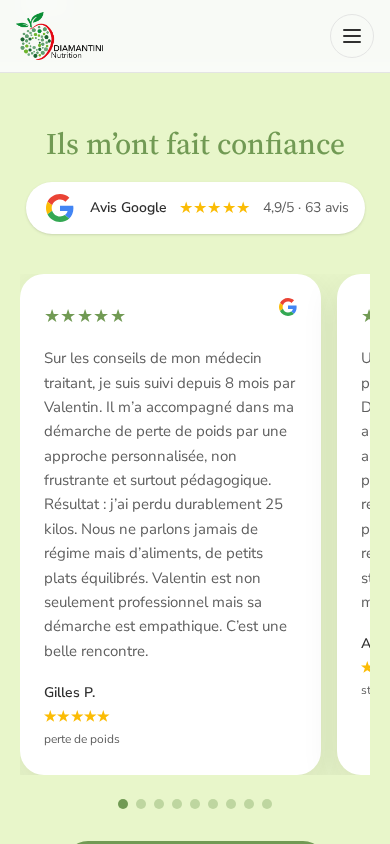 DIAMANTINI
Nutrition
Ils m’ont fait confiance
Avis Google ★★★★★ 4,9/5 · 63 avis
★★★★★
Sur les conseils de mon médecin
traitant, je suis suivi depuis 8 mois par
Valentin. Il m’a accompagné dans ma
démarche de perte de poids par une
approche personnalisée, non
frustrante et surtout pédagogique.
Résultat : j’ai perdu durablement 25
kilos. Nous ne parlons jamais de
régime mais d’aliments, de petits
plats équilibrés. Valentin est non
seulement professionnel mais sa
démarche est empathique. C’est une
belle rencontre.
Gilles P.
★★★★★
perte de poids